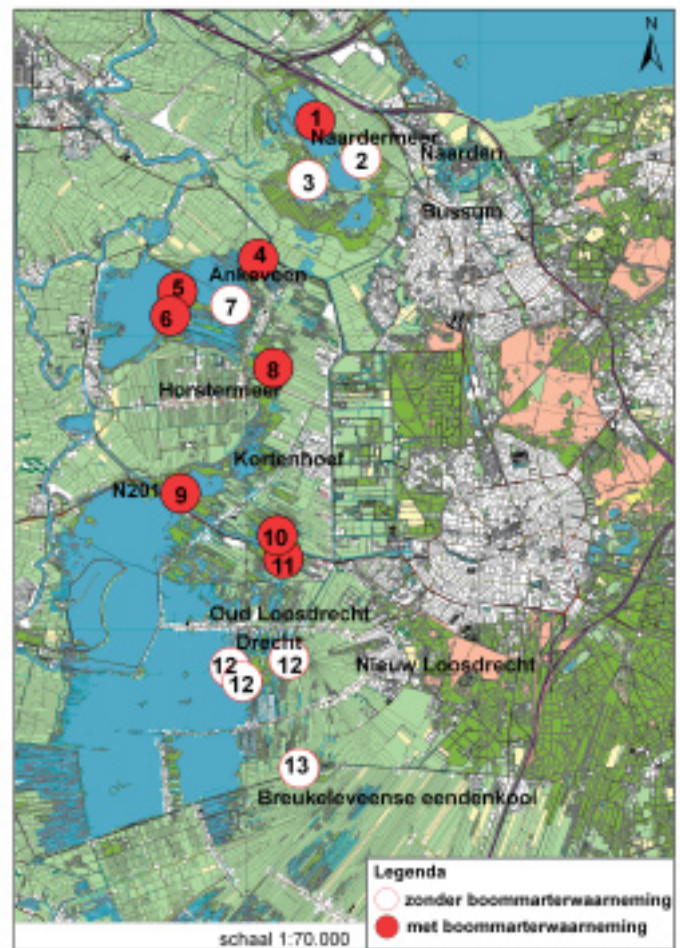 N
1
Naardermeer
2
Naarden
3
Bussum
4
Ankeveen
5
7
6
8
Horstermeer
Kortenhoef
N201
9
10
11
Oud Loosdrecht
Drecht
12
12
Nieuw Loosdrecht
12
13
Breukeleveense eendenkooi
Legenda
zonder boommarterwaarneming
met boommarterwaarneming
schaal 1:70.000